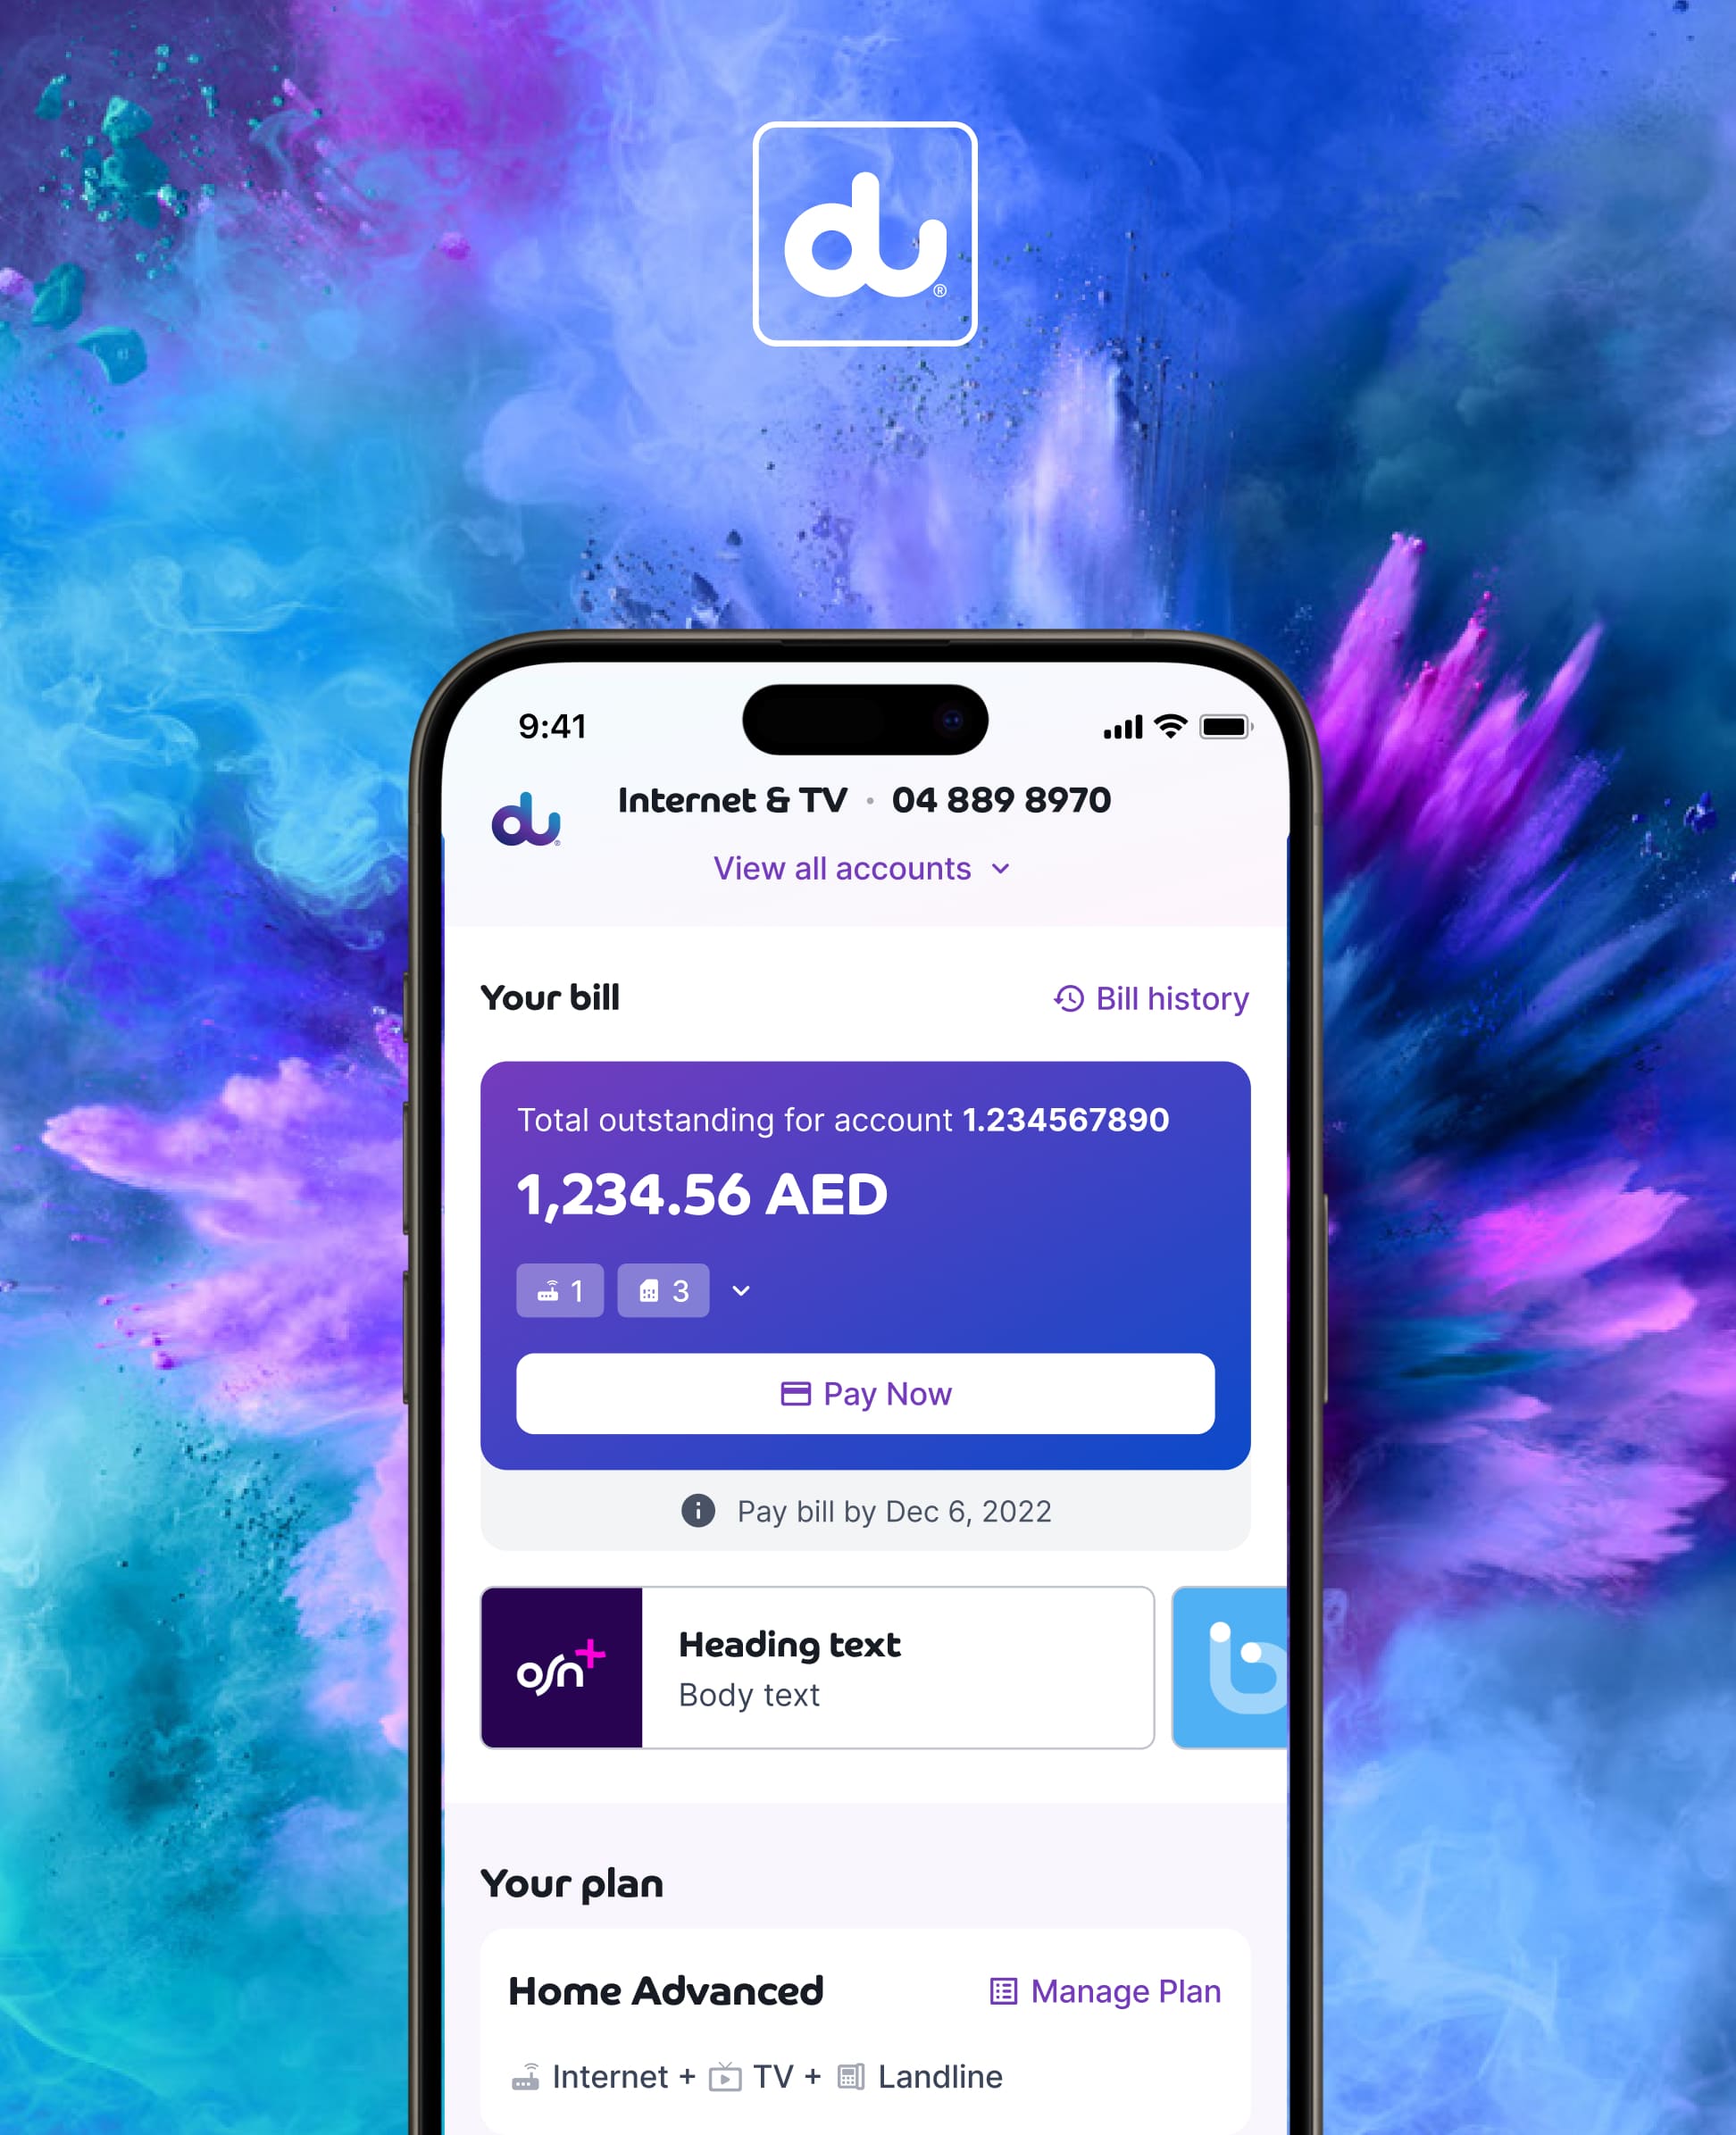 du®
9:41
du®
Internet & TV • 04 889 8970
View all accounts
Your bill
Bill history
Total outstanding for account 1.234567890
1,234.56 AED
1 3
Pay Now
Pay bill by Dec 6, 2022
osn+
Heading text
Body text
b
Your plan
Home Advanced
Manage Plan
Internet + TV + Landline